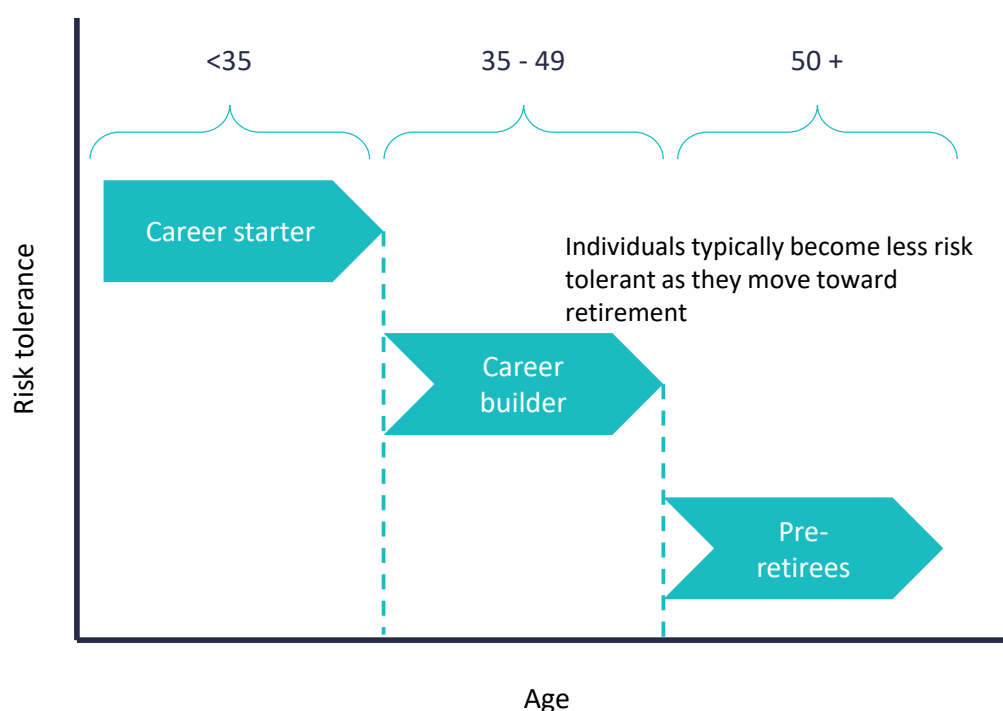 <35
35 - 49
50 +
Career starter
Individuals typically become less risk
tolerant as they move toward
retirement
Risk tolerance
Career
builder
Pre-
retirees
Age